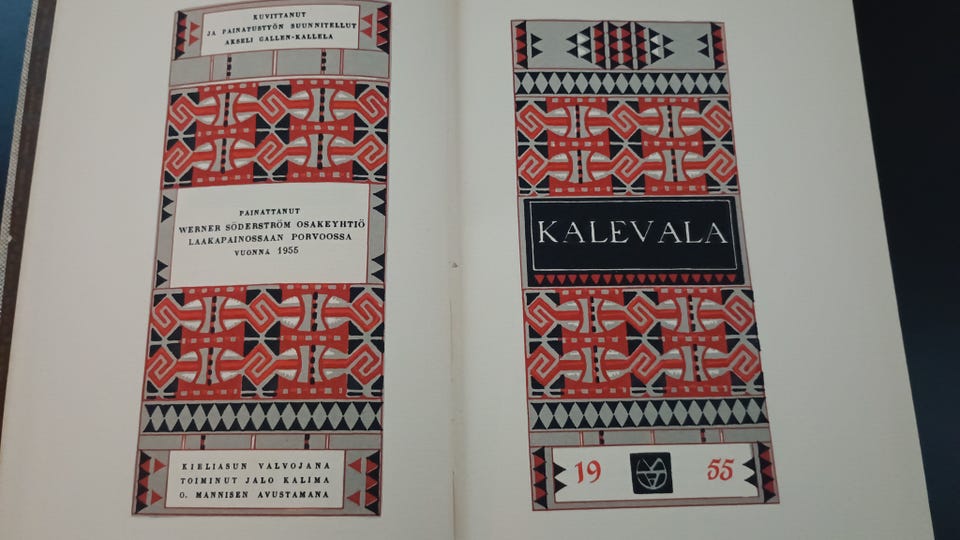 KUVITTANUT
JA PAINATUSTYÖN SUUNNITELLUT
AKSELI GALLEN-KALLELA
PAINATTANUT
WERNER SÖDERSTRÖM OSAKEYHTIÖ
LAAKAPAINOSSAAN PORVOOSSA
VUONNA 1955
KIELIASUN VALVOJANA
TOIMINUT JALO KALIMA
O. MANNISEN AVUSTAMANA
KALEVALA
19 55